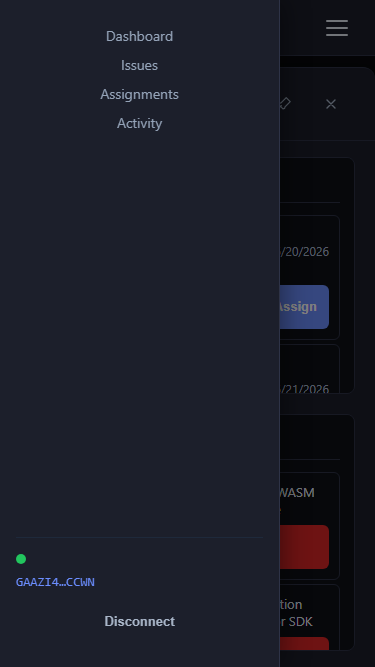 Dashboard
Issues
Assignments
Activity
/20/2026
Assign
/21/2026
WASM
tion
r SDK
GAAZI4…CCWN
Disconnect